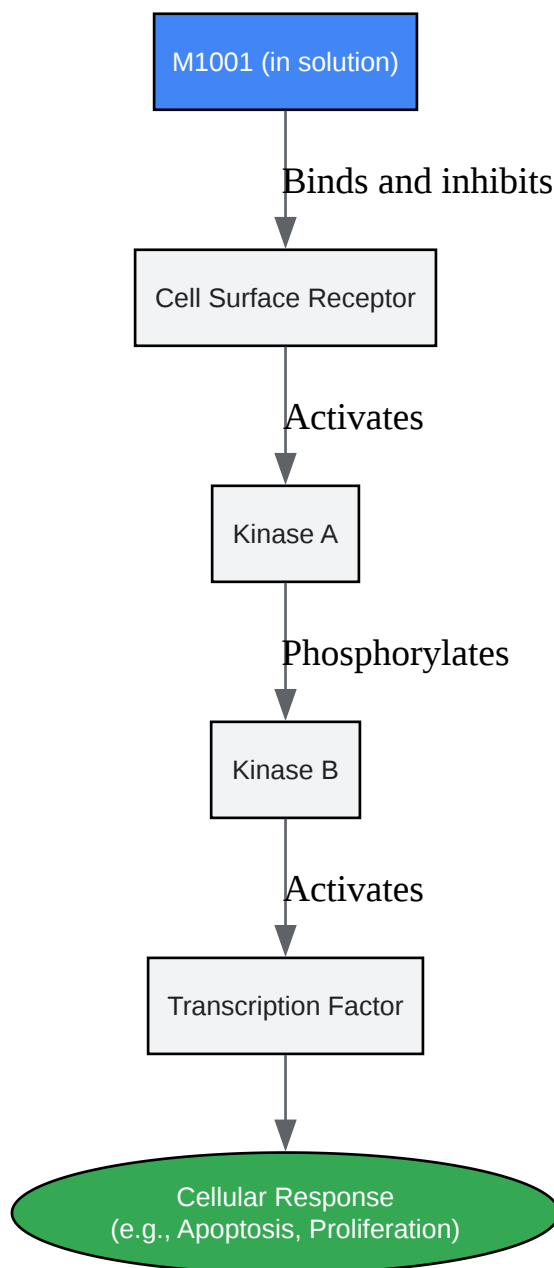 M1001 (in solution)
Binds and inhibits
Cell Surface Receptor
Activates
Kinase A
Phosphorylates
Kinase B
Activates
Transcription Factor
Cellular Response
(e.g., Apoptosis, Proliferation)